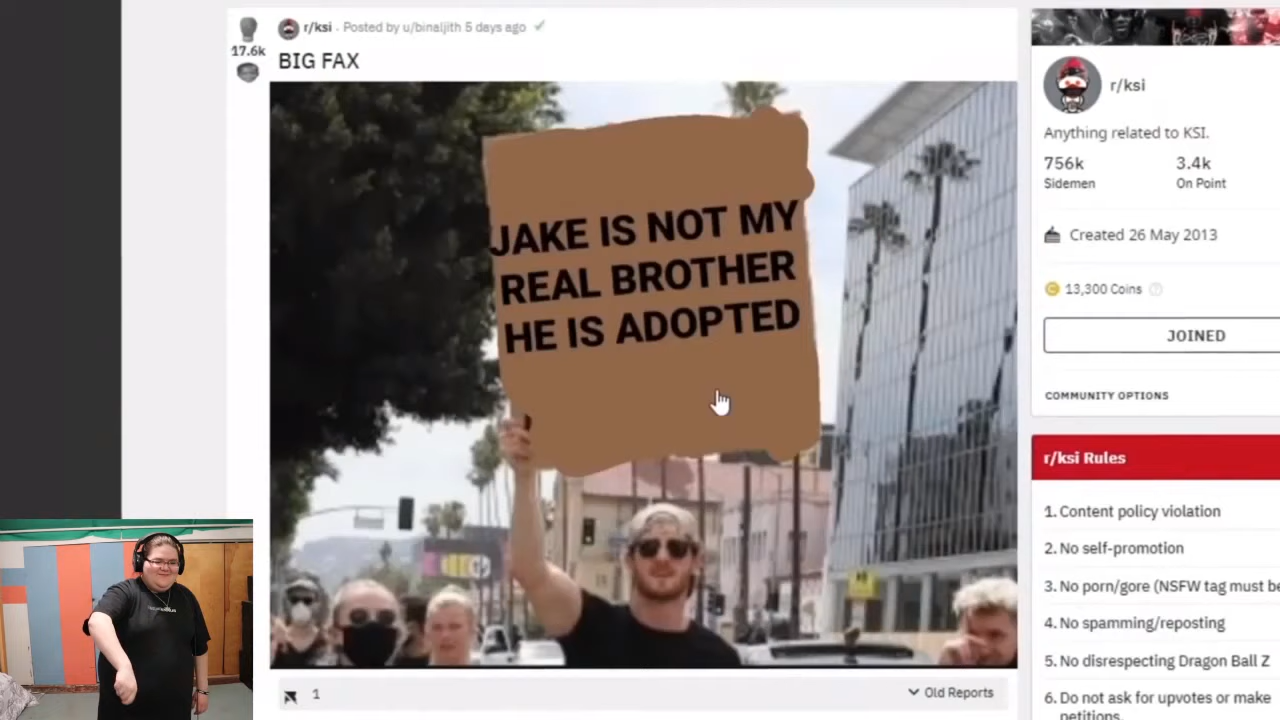 r/ksi · Posted by u/binaljith 5 days ago
17.6k
BIG FAX
JAKE IS NOT MY
REAL BROTHER
HE IS ADOPTED
1
Old Reports
r/ksi
Anything related to KSI.
756k
3.4k
Sidemen
On Point
Created 26 May 2013
13,300 Coins
JOINED
COMMUNITY OPTIONS
r/ksi Rules
1. Content policy violation
2. No self-promotion
3. No porn/gore (NSFW tag must be
4. No spamming/reposting
5. No disrespecting Dragon Ball Z
6. Do not ask for upvotes or make
petitions.